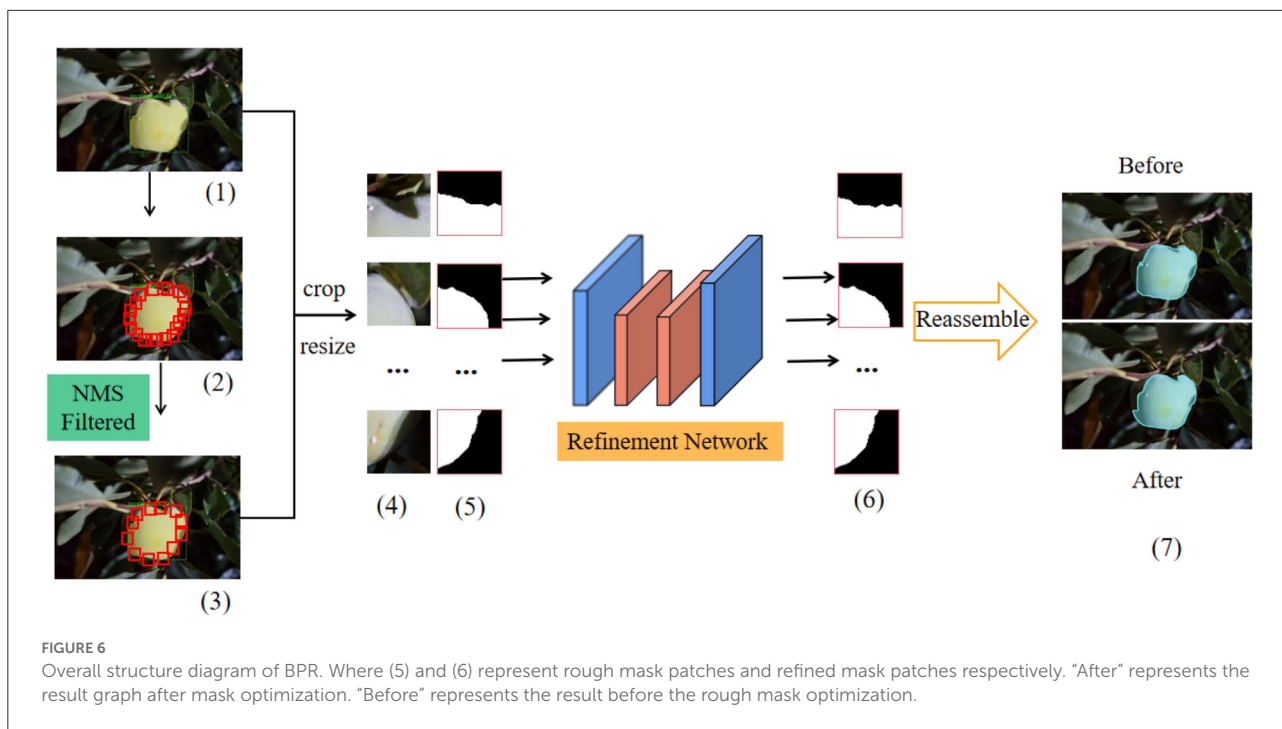 (1)
(2)
NMS
Filtered
(3)
crop
resize
...
...
(4)
(5)
Refinement Network
...
(6)
Reassemble
Before
After
(7)
FIGURE 6
Overall structure diagram of BPR. Where (5) and (6) represent rough mask patches and refined mask patches respectively. “After” represents the
result graph after mask optimization. “Before” represents the result before the rough mask optimization.